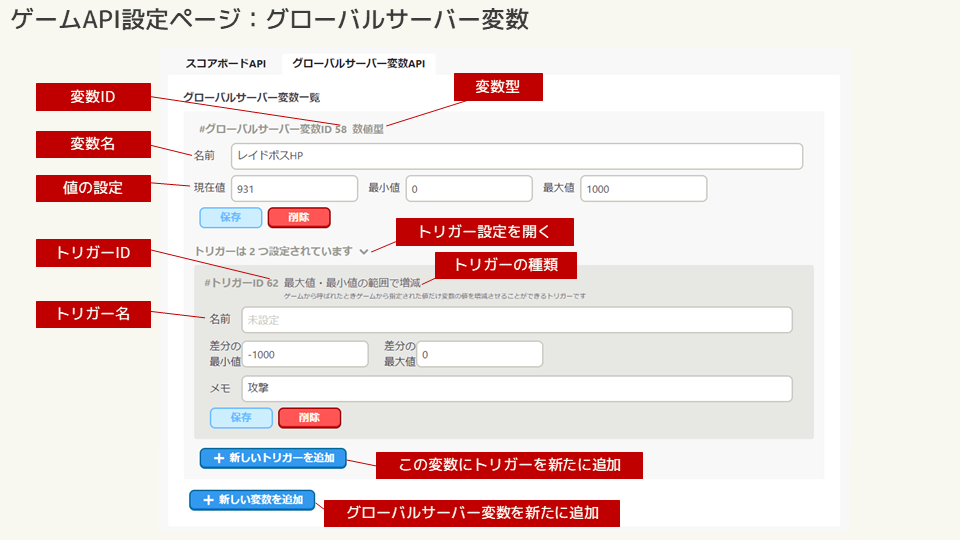 ゲームAPI設定ページ：グローバルサーバー変数
スコアボードAPI
グローバルサーバー変数API
変数型
変数ID
グローバルサーバー変数一覧
#グローバルサーバー変数ID 58 数値型
変数名
名前
レイドボスHP
値の設定
現在値
931
最小値
0
最大値
1000
保存
削除
トリガー設定を開く
トリガーID
トリガーは 2 つ設定されています
トリガーの種類
#トリガーID 62 最大値・最小値の範囲で増減
ゲームから呼ばれたときゲームから指定された値だけ変数の値を増減させることができるトリガーです
トリガー名
名前
未設定
差分の
最小値
-1000
差分の
最大値
0
メモ
攻撃
保存
削除
＋ 新しいトリガーを追加
この変数にトリガーを新たに追加
＋ 新しい変数を追加
グローバルサーバー変数を新たに追加